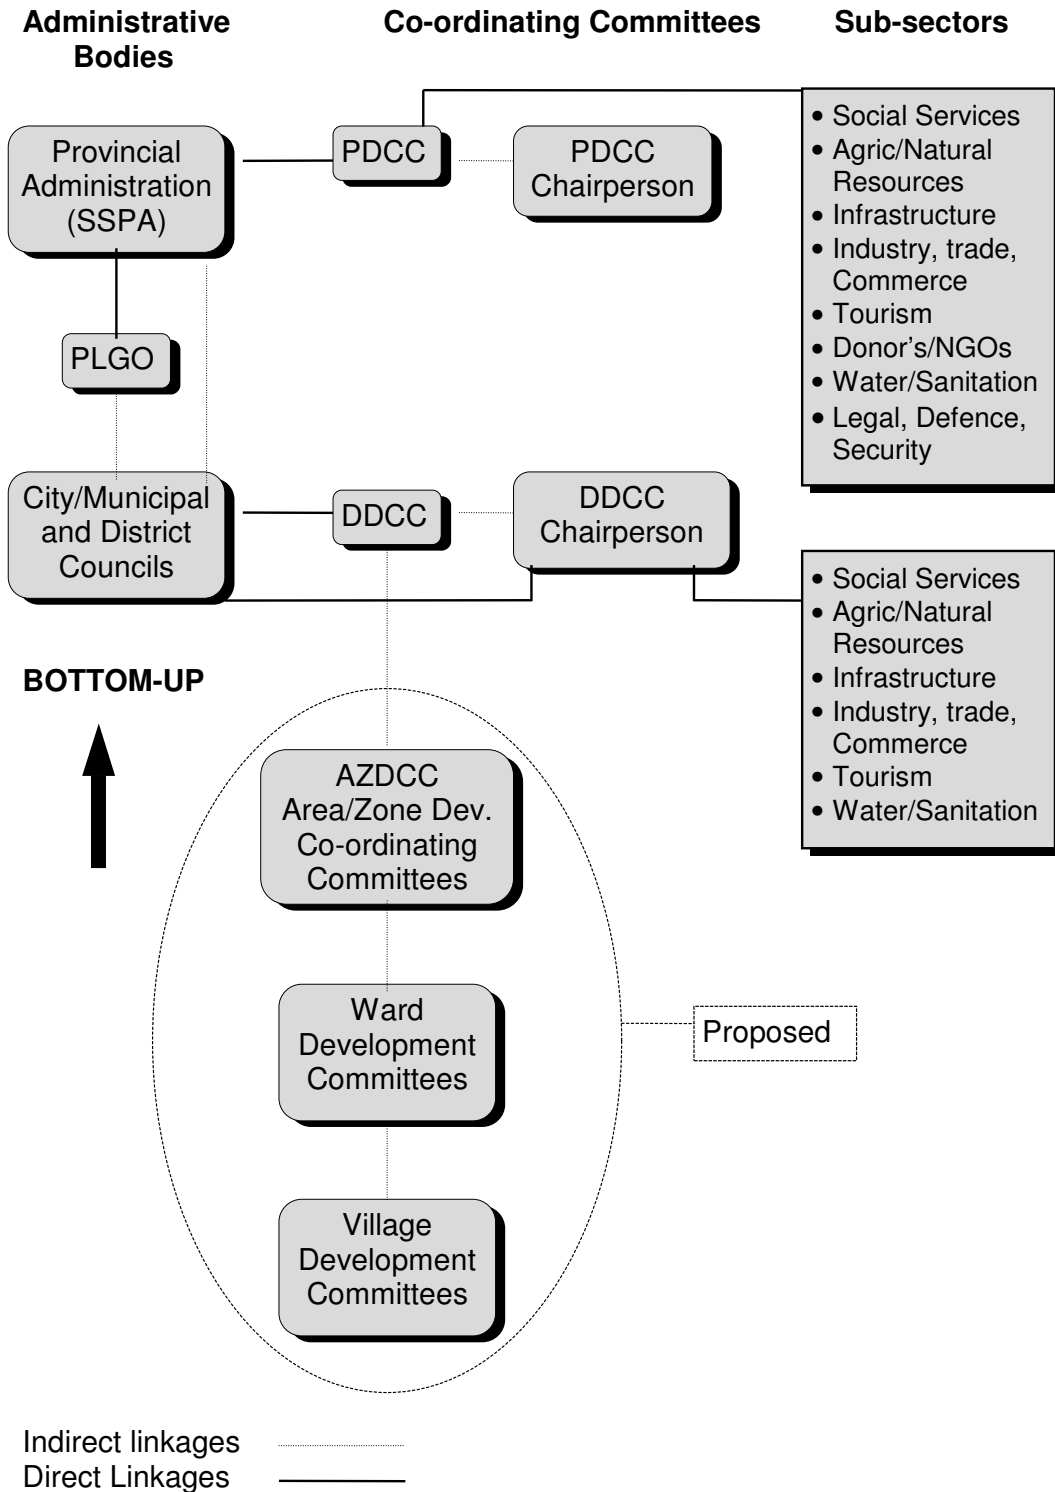 Administrative
Bodies
Co-ordinating Committees
Sub-sectors
Provincial
Administration
(SSPA)
PDCC
PDCC
Chairperson
• Social Services
• Agric/Natural
Resources
• Infrastructure
• Industry, trade,
Commerce
• Tourism
• Donor's/NGOs
• Water/Sanitation
• Legal, Defence,
Security
PLGO
City/Municipal
and District
Councils
DDCC
DDCC
Chairperson
• Social Services
• Agric/Natural
Resources
• Infrastructure
• Industry, trade,
Commerce
• Tourism
• Water/Sanitation
BOTTOM-UP
AZDCC
Area/Zone Dev.
Co-ordinating
Committees
Ward
Development
Committees
Proposed
Village
Development
Committees
Indirect linkages
Direct Linkages